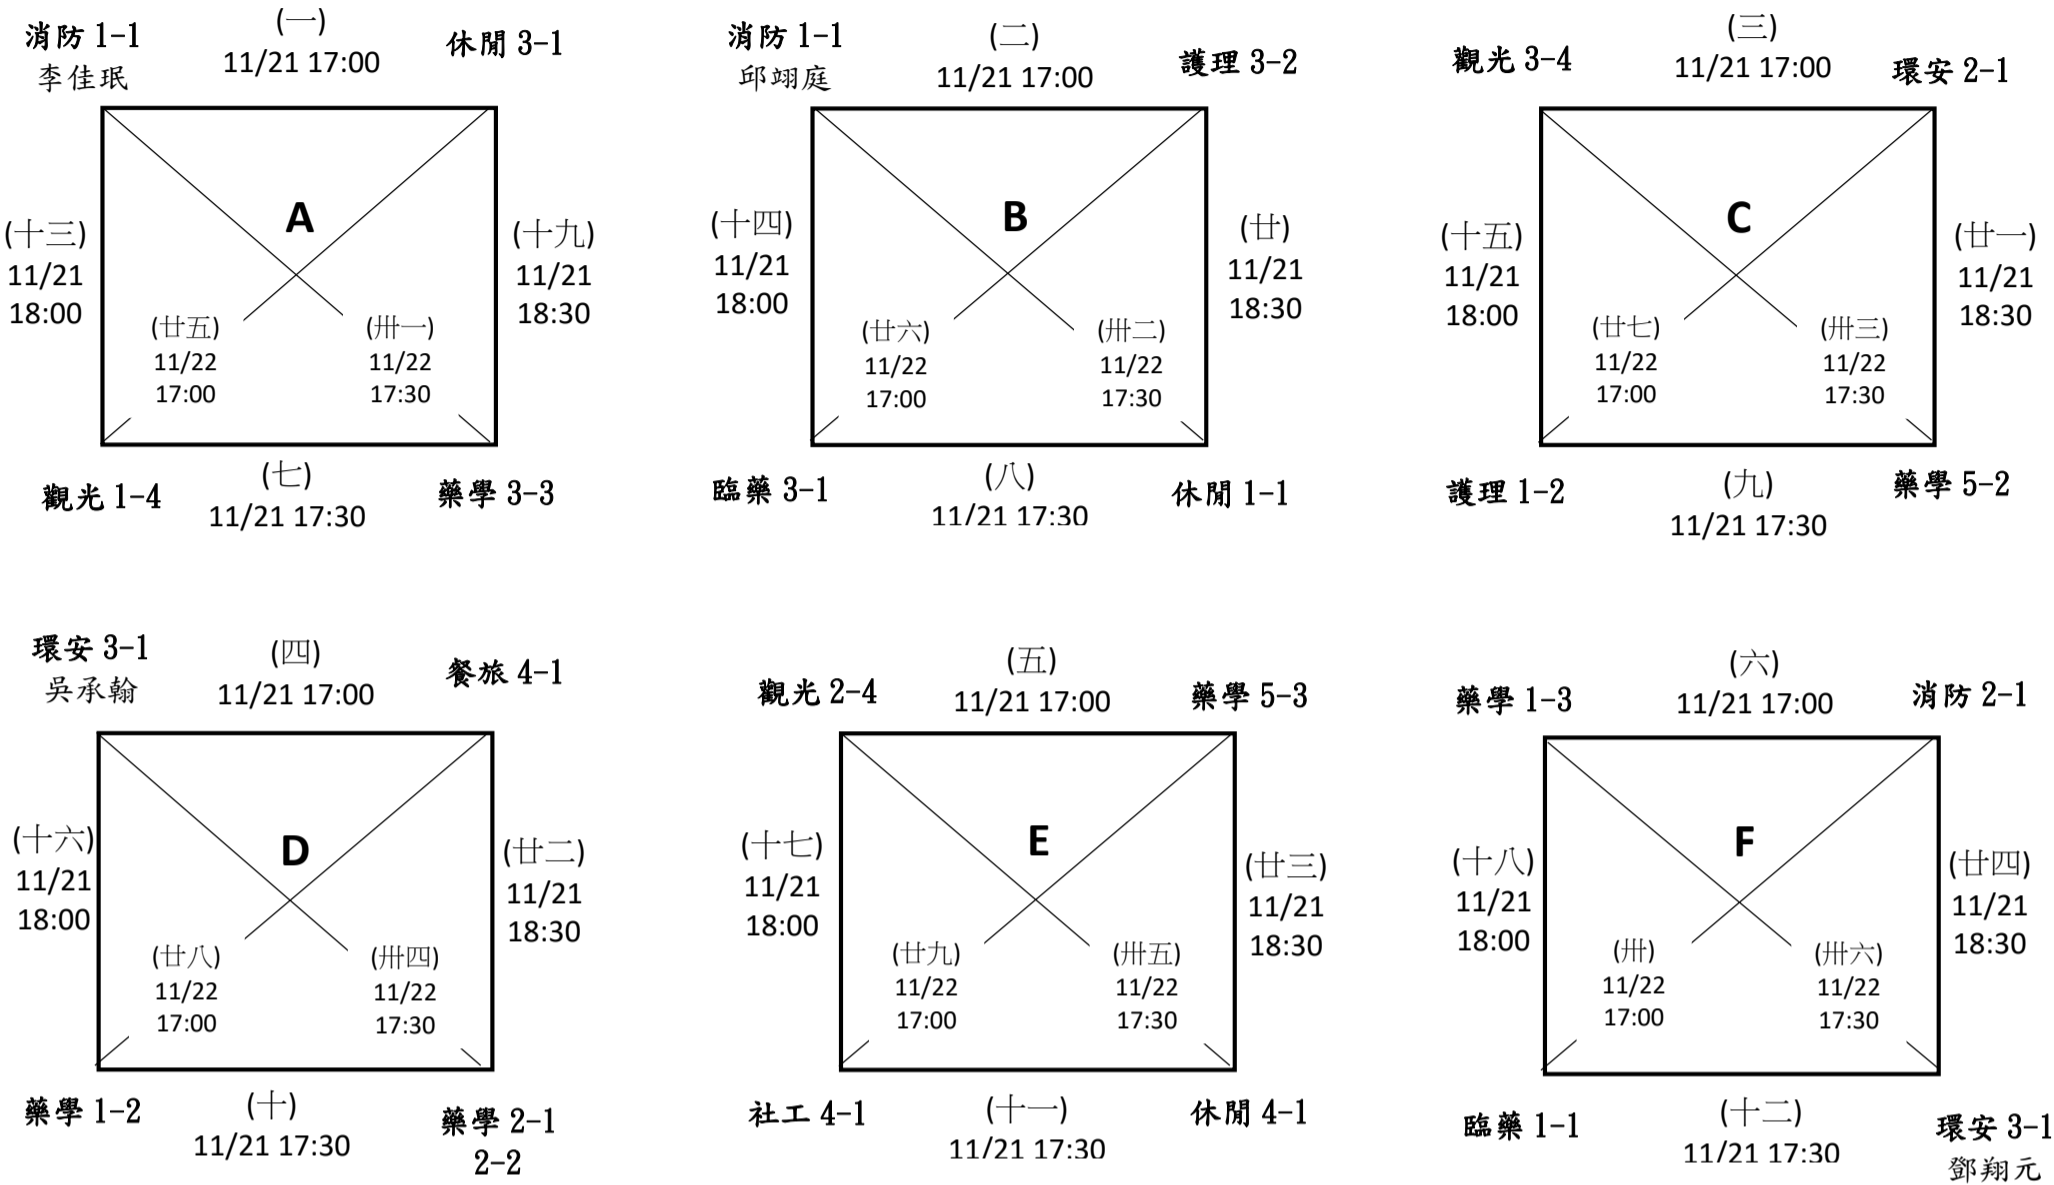 消防 1-1
李佳珉
(一)
11/21 17:00
休閒 3-1
(十三)
11/21
18:00
A
(十九)
11/21
18:30
(廿五)
11/22
17:00
(卅一)
11/22
17:30
觀光 1-4
(七)
11/21 17:30
藥學 3-3
消防 1-1
邱翊庭
(二)
11/21 17:00
護理 3-2
(十四)
11/21
18:00
B
(廿)
11/21
18:30
(廿六)
11/22
17:00
(卅二)
11/22
17:30
臨藥 3-1
(八)
11/21 17:30
休閒 1-1
觀光 3-4
(三)
11/21 17:00
環安 2-1
(十五)
11/21
18:00
C
(廿一)
11/21
18:30
(廿七)
11/22
17:00
(卅三)
11/22
17:30
護理 1-2
(九)
11/21 17:30
藥學 5-2
環安 3-1
吳承翰
(四)
11/21 17:00
餐旅 4-1
(十六)
11/21
18:00
D
(廿二)
11/21
18:30
(廿八)
11/22
17:00
(卅四)
11/22
17:30
藥學 1-2
(十)
11/21 17:30
藥學 2-1
2-2
觀光 2-4
(五)
11/21 17:00
藥學 5-3
(十七)
11/21
18:00
E
(廿三)
11/21
18:30
(廿九)
11/22
17:00
(卅五)
11/22
17:30
社工 4-1
(十一)
11/21 17:30
休閒 4-1
藥學 1-3
(六)
11/21 17:00
消防 2-1
(十八)
11/21
18:00
F
(廿四)
11/21
18:30
(卅)
11/22
17:00
(卅六)
11/22
17:30
臨藥 1-1
(十二)
11/21 17:30
環安 3-1
鄧翔元